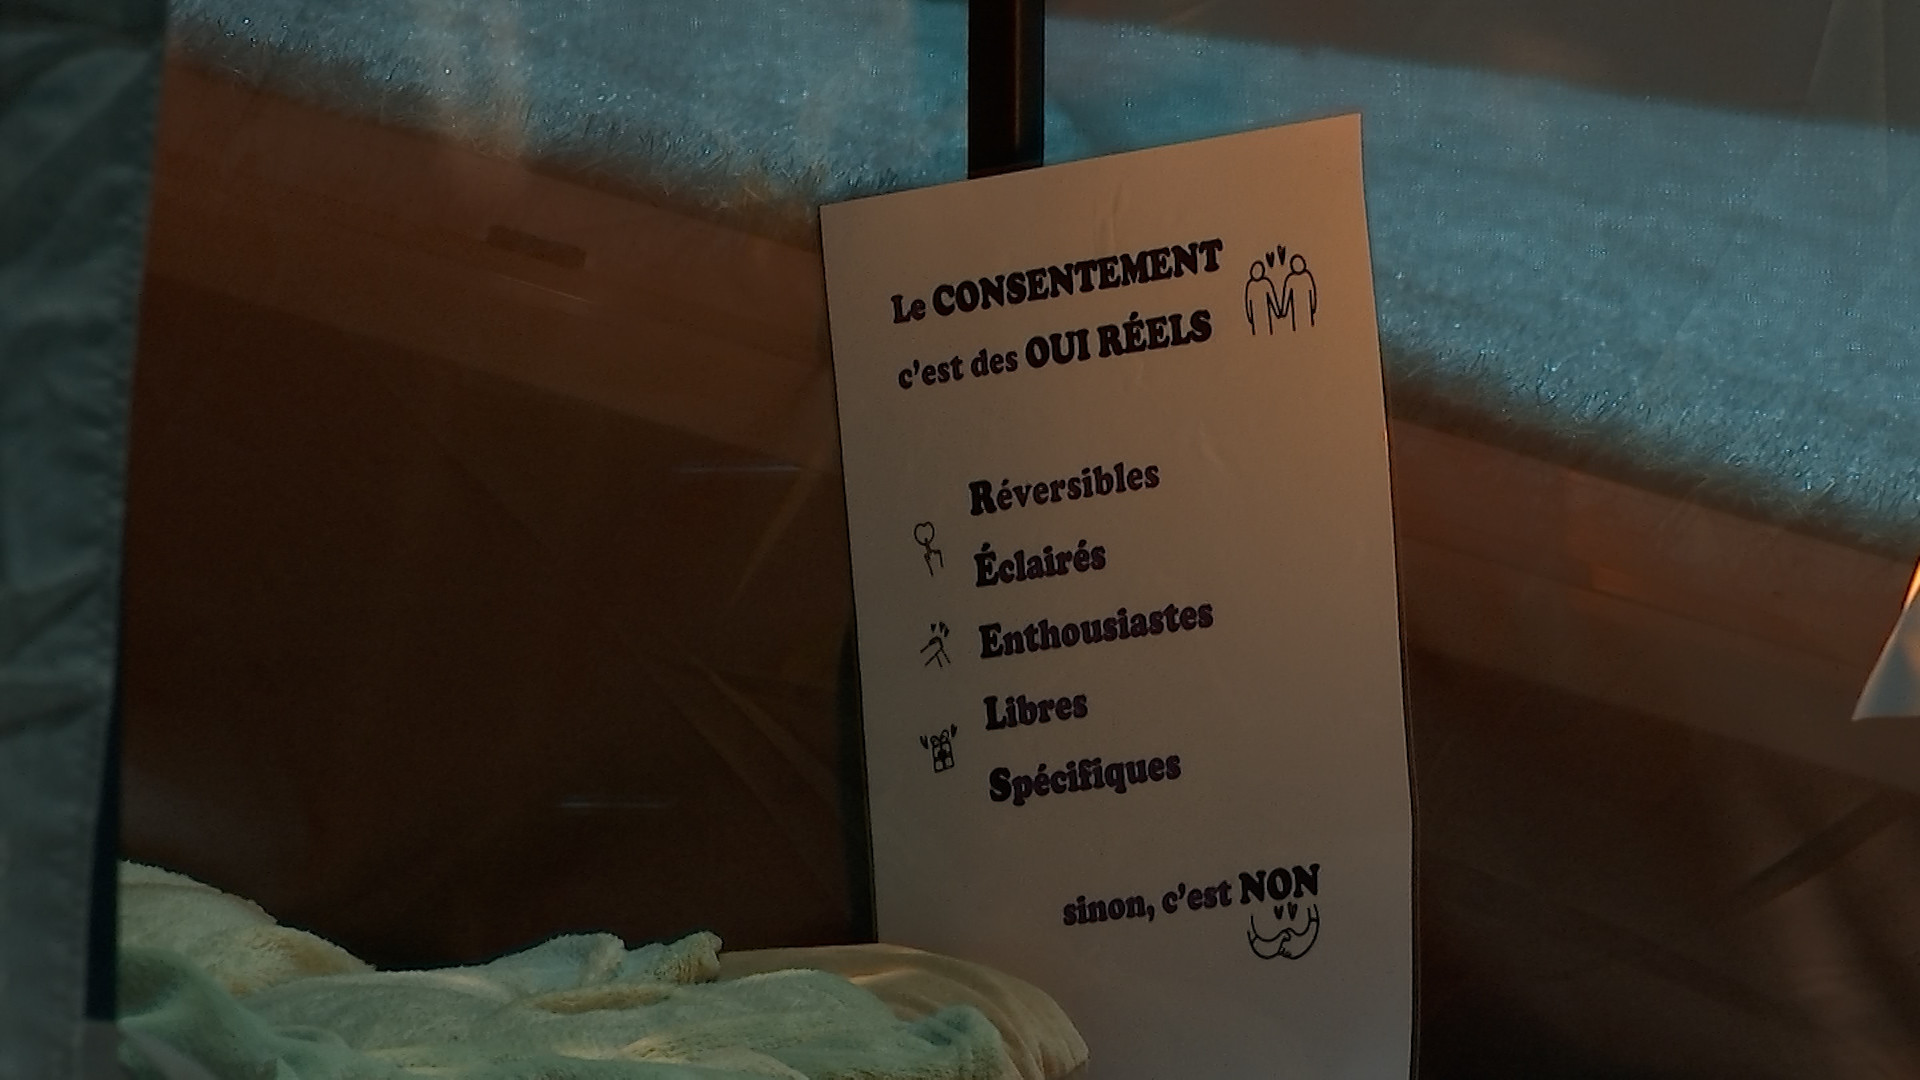 Le CONSENTEMENT
c'est des OUI RÉELS
Réversibles
Éclairés
Enthousiastes
Libres
Spécifiques
sinon, c'est NON